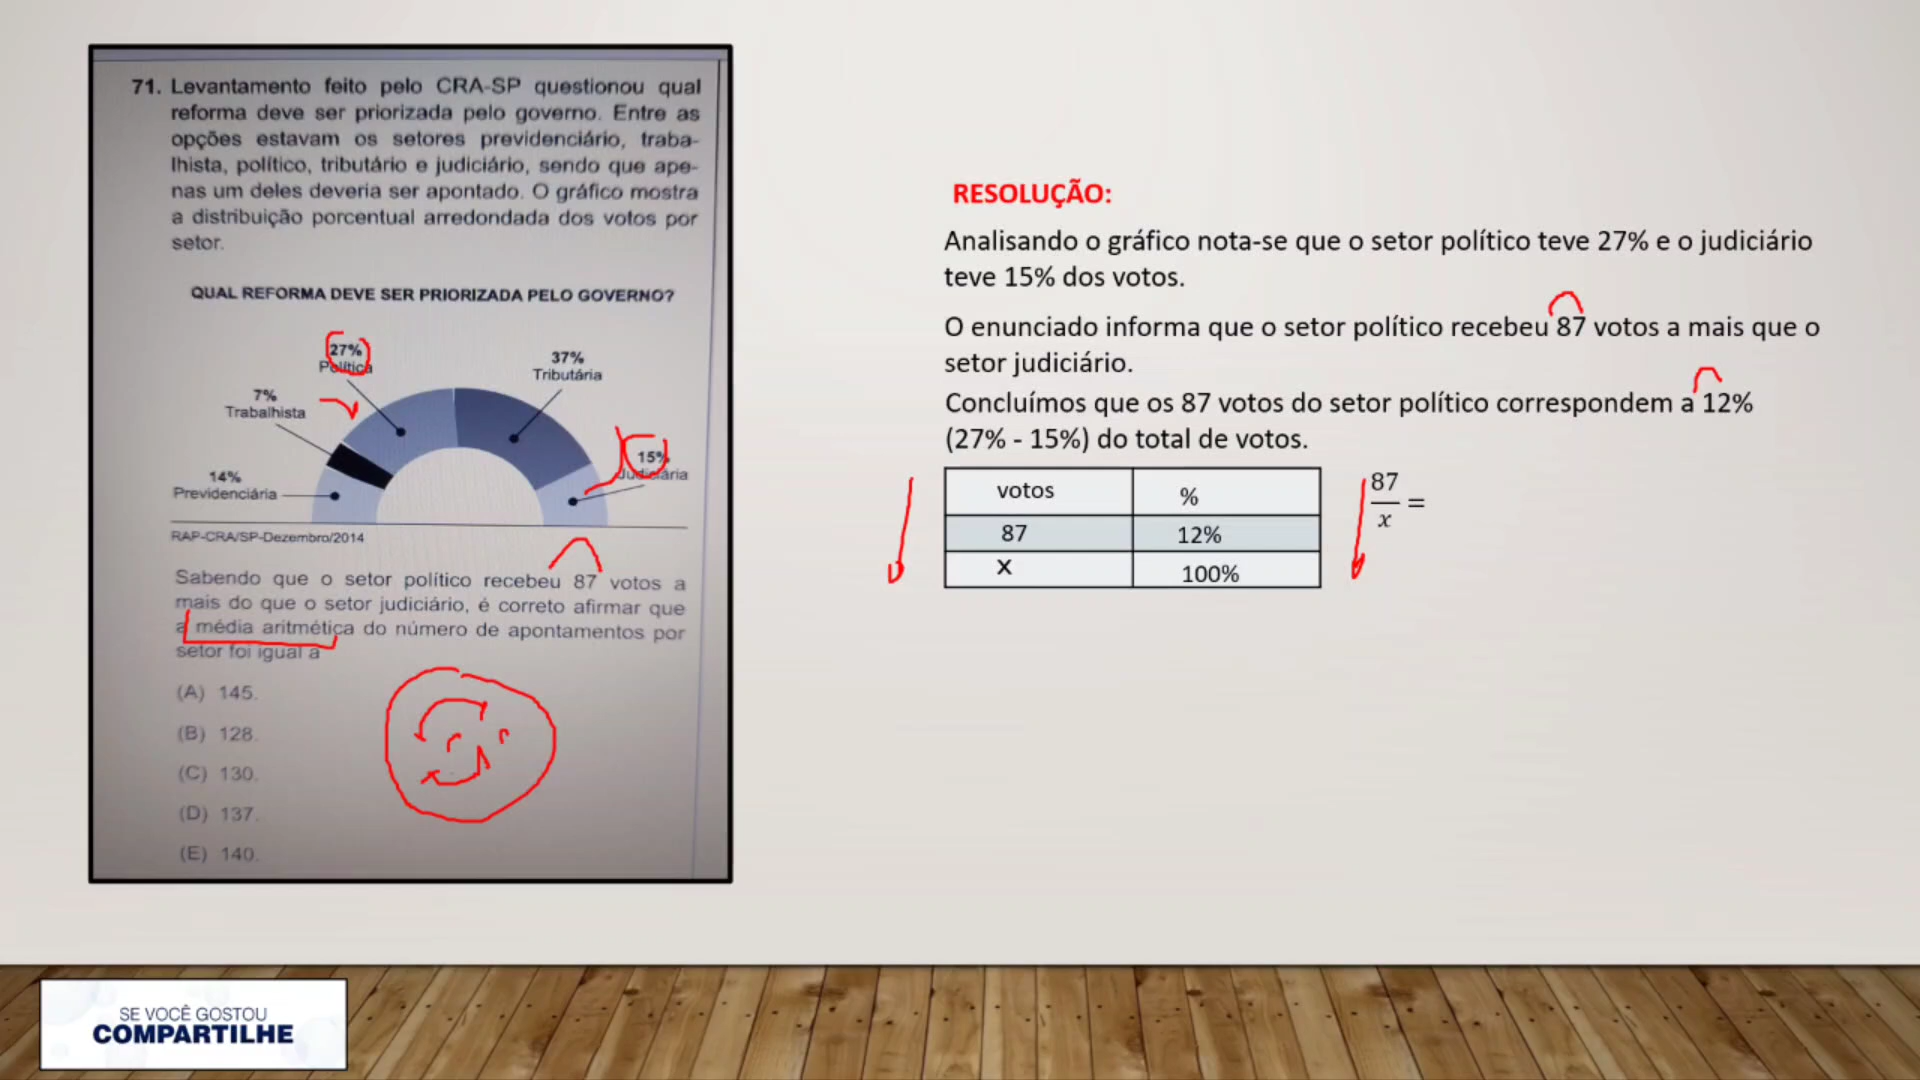 71. Levantamento feito pelo CRA-SP questionou qual
reforma deve ser priorizada pelo governo. Entre as
opções estavam os setores previdenciário, traba-
lhista, político, tributário e judiciário, sendo que ape-
nas um deles deveria ser apontado. O gráfico mostra
a distribuição porcentual arredondada dos votos por
setor.
QUAL REFORMA DEVE SER PRIORIZADA PELO GOVERNO?
27%
Política
37%
Tributária
7%
Trabalhista
15%
Judiciária
14%
Previdenciária
RAP-CRA/SP-Dezembro/2014
Sabendo que o setor político recebeu 87 votos a
mais do que o setor judiciário, é correto afirmar que
a média aritmética do número de apontamentos por
setor foi igual a
(A) 145.
(B) 128.
(C) 130.
(D) 137.
(E) 140.
RESOLUÇÃO:
Analisando o gráfico nota-se que o setor político teve 27% e o judiciário
teve 15% dos votos.
O enunciado informa que o setor político recebeu 87 votos a mais que o
setor judiciário.
Concluímos que os 87 votos do setor político correspondem a 12%
(27% - 15%) do total de votos.
votos %
87 12%
X 100%
87
x =
SE VOCÊ GOSTOU
COMPARTILHE